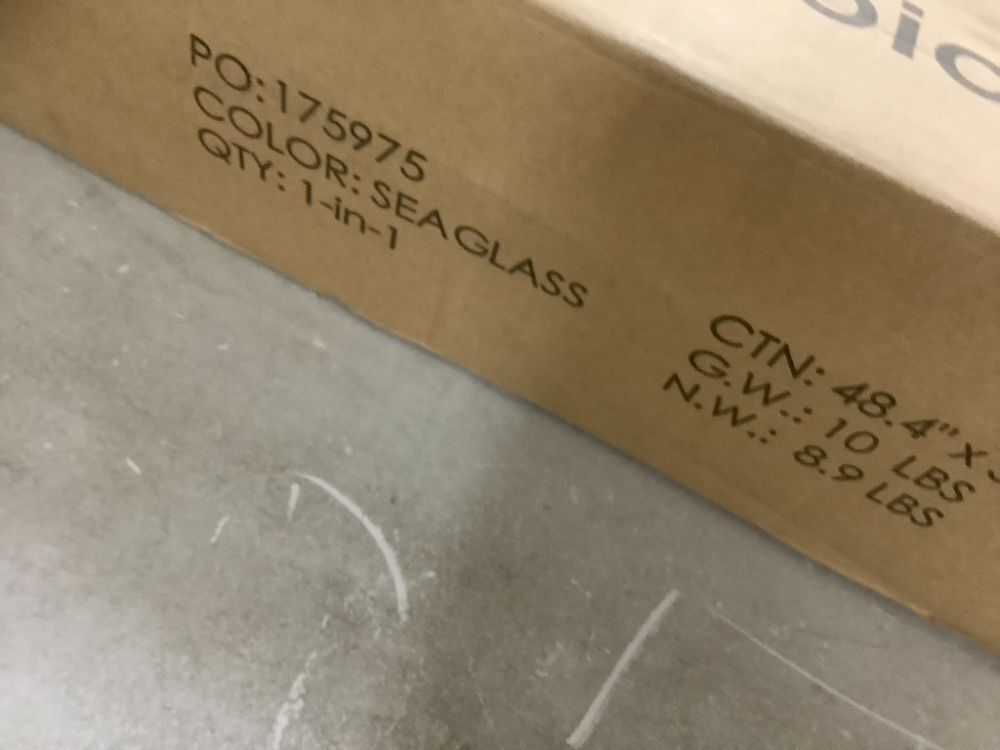 PO:175975
COLOR: SEAGLASS
QTY: 1-in-1
CTN: 48.4" x
G.W.: 10 LBS
N.W.: 8.9 LBS